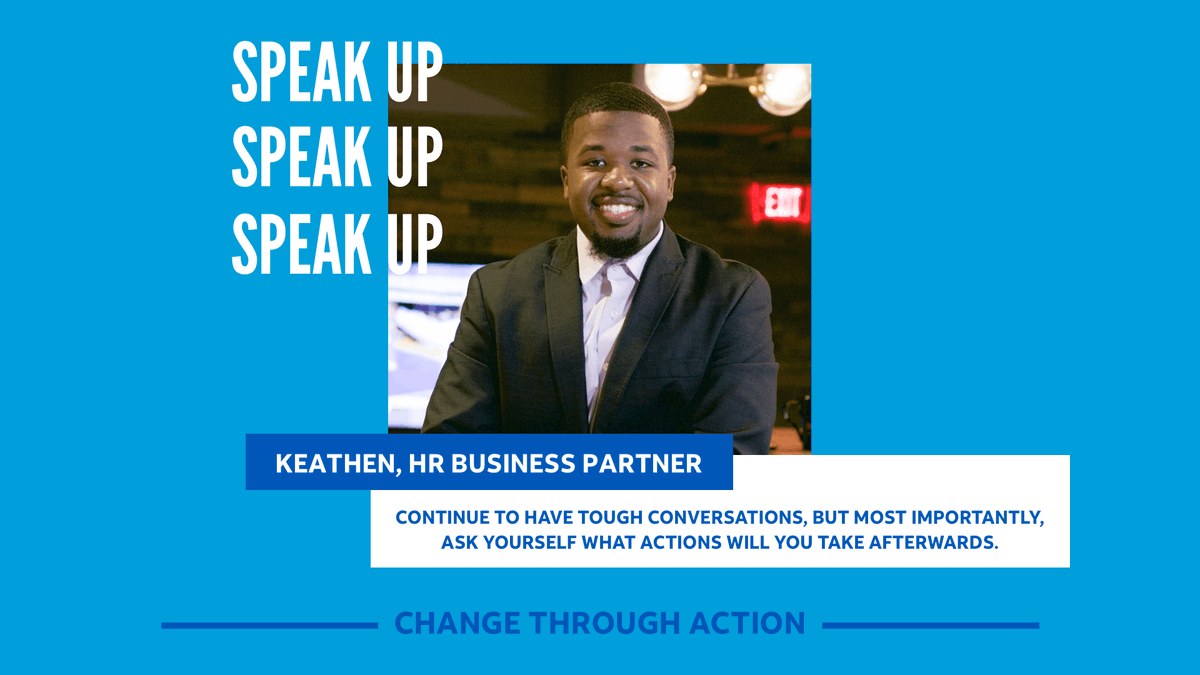 SPEAK UP
SPEAK UP
SPEAK UP
EXIT
KEATHEN, HR BUSINESS PARTNER
CONTINUE TO HAVE TOUGH CONVERSATIONS, BUT MOST IMPORTANTLY,
ASK YOURSELF WHAT ACTIONS WILL YOU TAKE AFTERWARDS.
CHANGE THROUGH ACTION